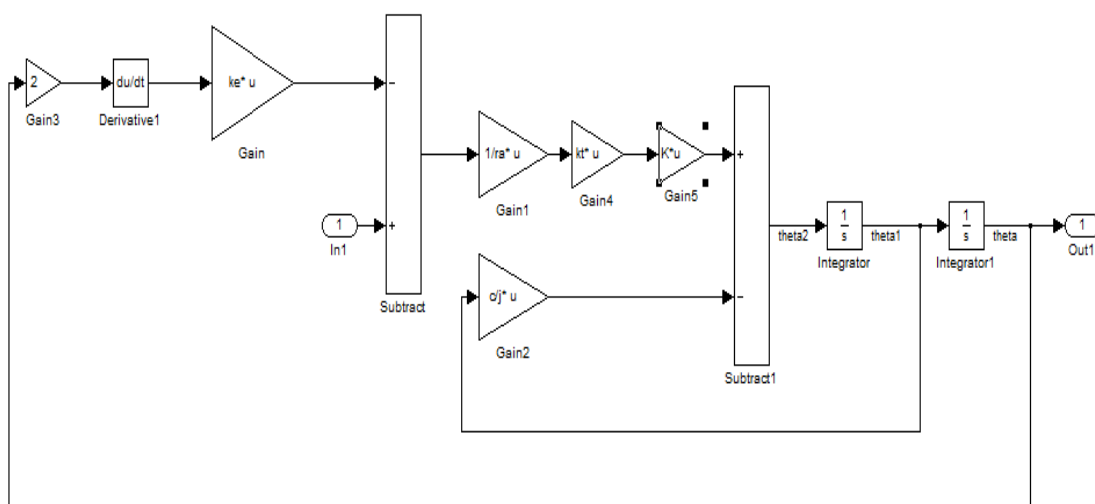 2
Gain3
du/dt
Derivative1
ke* u
Gain
−
+
Subtract
1
In1
1/ra* u
Gain1
kt* u
Gain4
K*u
Gain5
c/j* u
Gain2
+
−
Subtract1
theta2
1
s
Integrator
theta1
1
s
Integrator1
theta
1
Out1